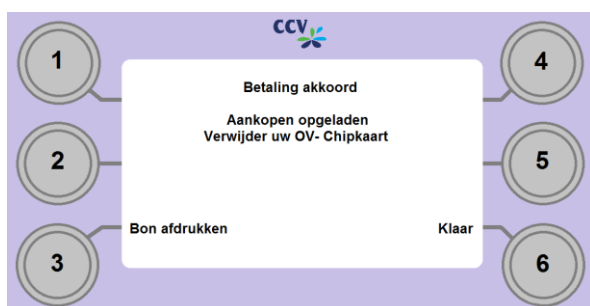 CCV
1
4
Betaling akkoord
Aankopen opgeladen
Verwijder uw OV- Chipkaart
2
5
Bon afdrukken
Klaar
3
6